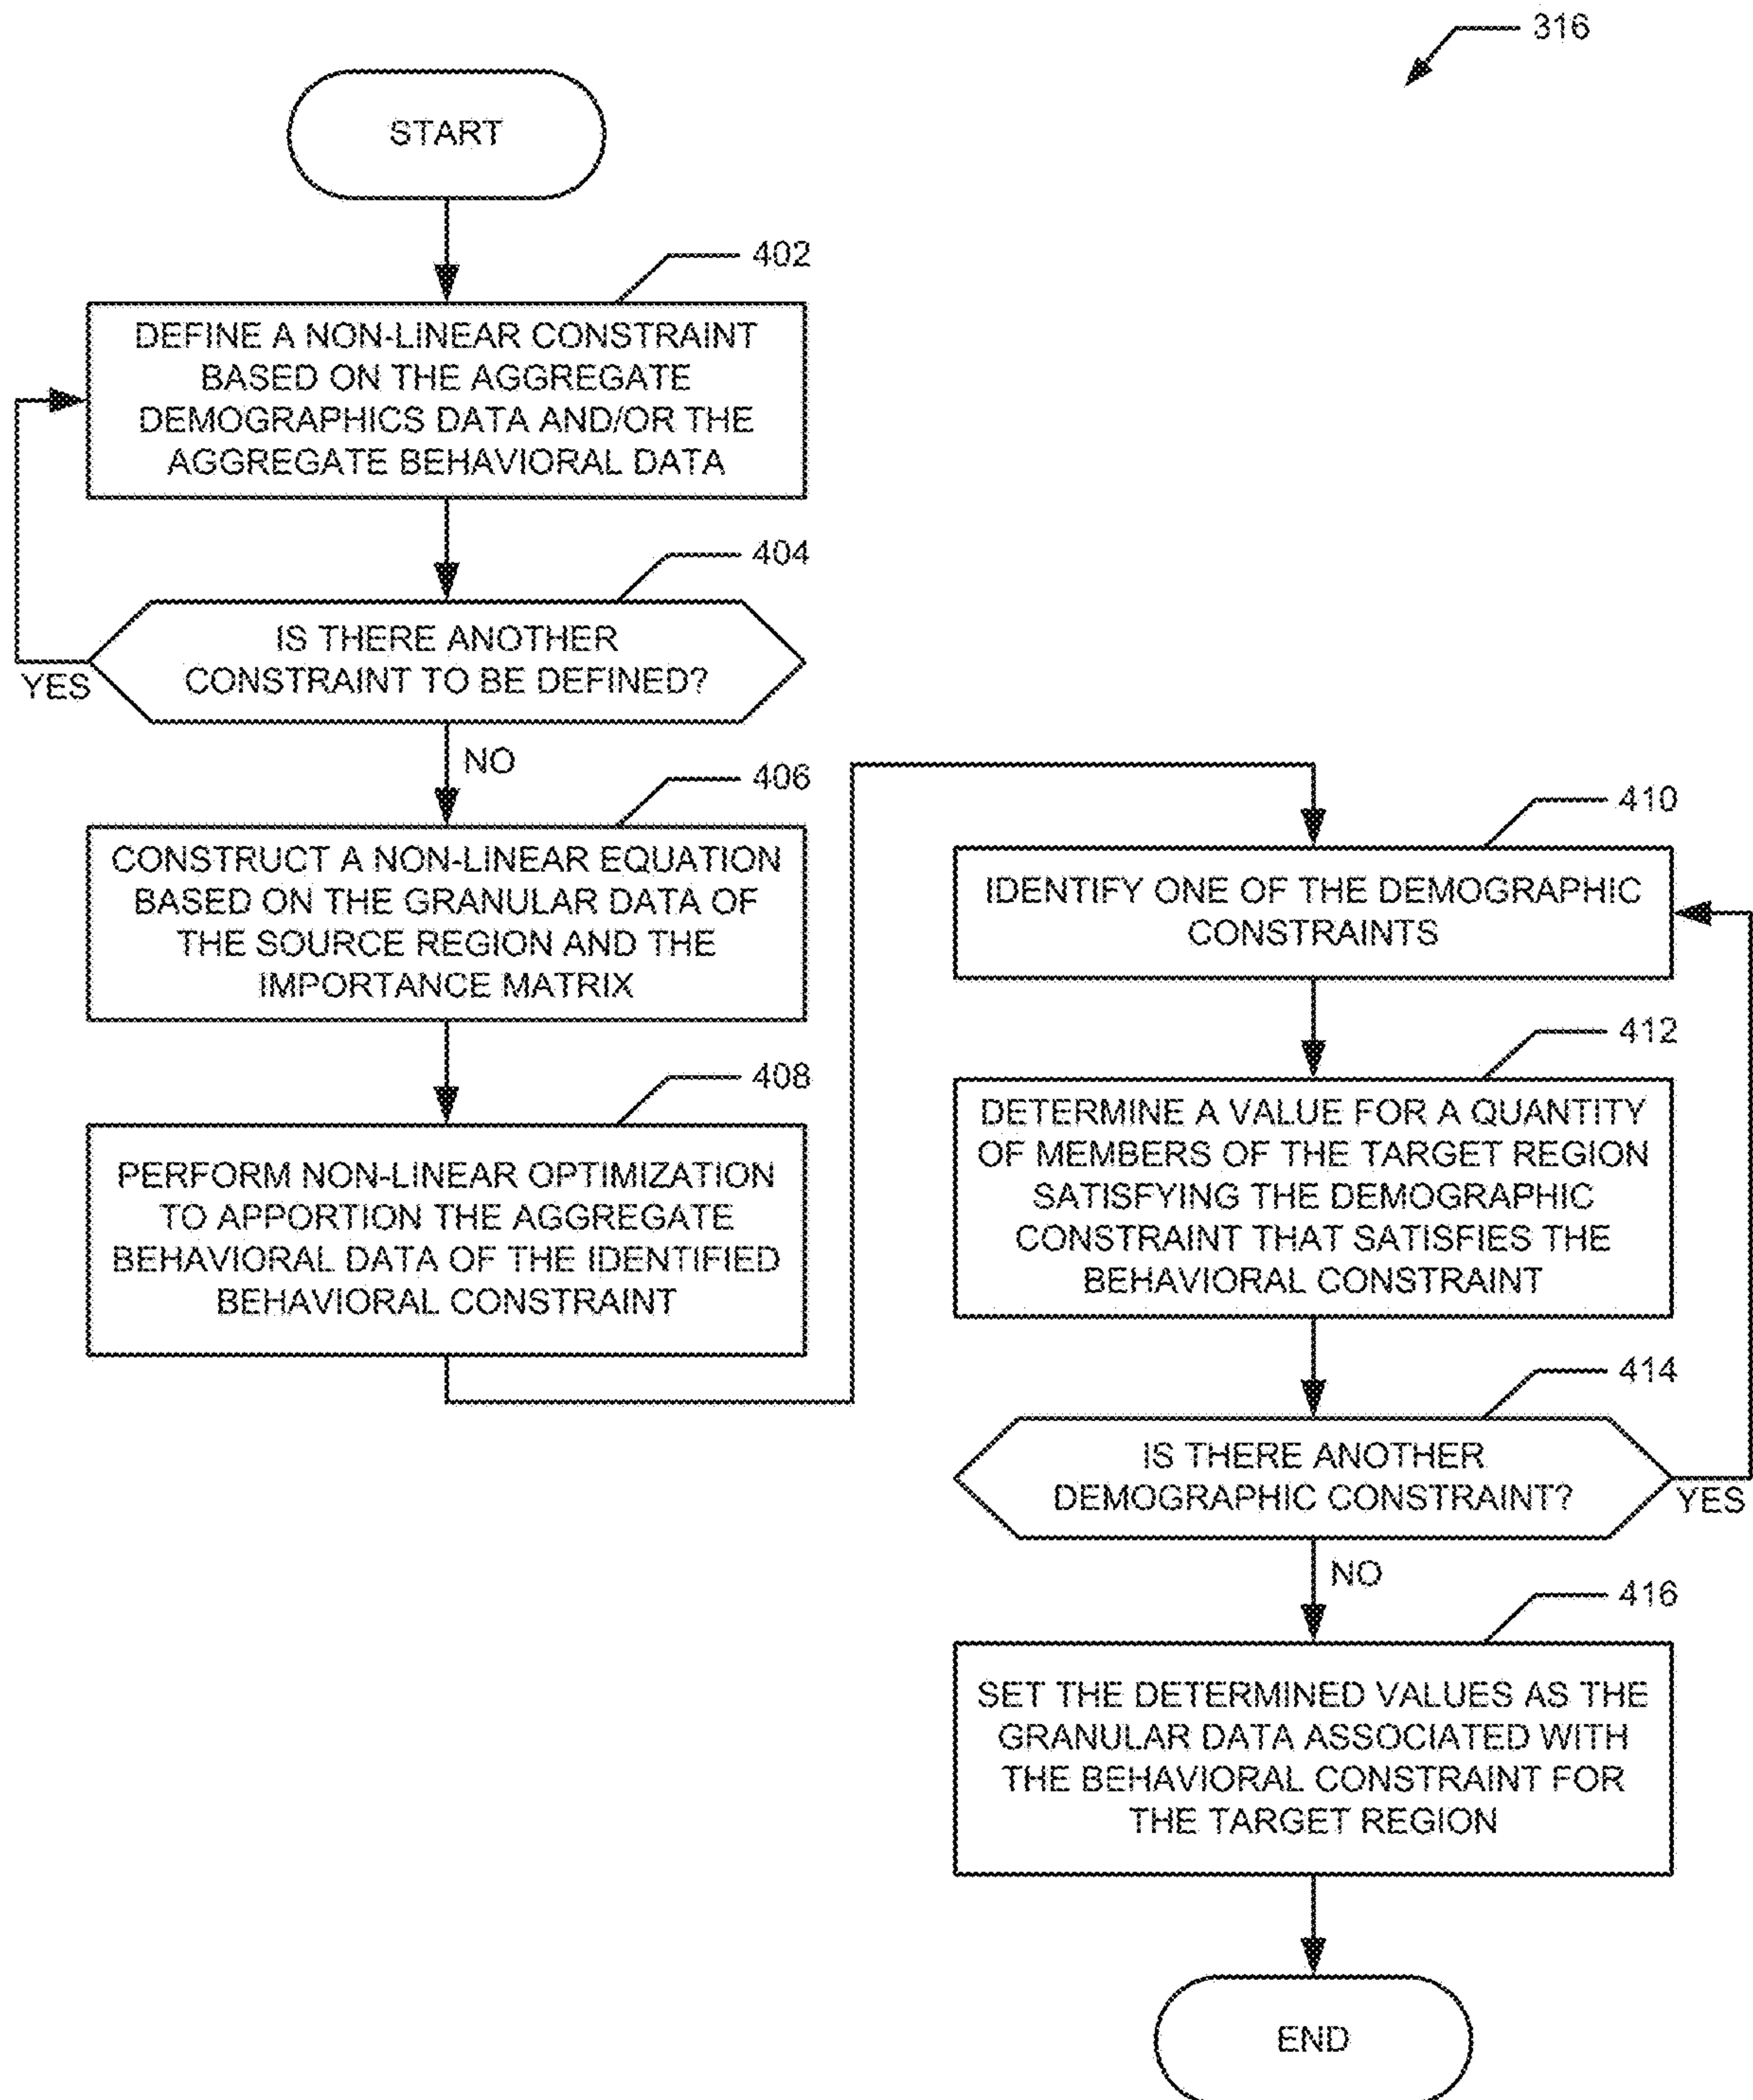 316
START
402
DEFINE A NON-LINEAR CONSTRAINT
BASED ON THE AGGREGATE
DEMOGRAPHICS DATA AND/OR THE
AGGREGATE BEHAVIORAL DATA
404
IS THERE ANOTHER
CONSTRAINT TO BE DEFINED?
YES
NO
406
CONSTRUCT A NON-LINEAR EQUATION
BASED ON THE GRANULAR DATA OF
THE SOURCE REGION AND THE
IMPORTANCE MATRIX
408
PERFORM NON-LINEAR OPTIMIZATION
TO APPORTION THE AGGREGATE
BEHAVIORAL DATA OF THE IDENTIFIED
BEHAVIORAL CONSTRAINT
410
IDENTIFY ONE OF THE DEMOGRAPHIC
CONSTRAINTS
412
DETERMINE A VALUE FOR A QUANTITY
OF MEMBERS OF THE TARGET REGION
SATISFYING THE DEMOGRAPHIC
CONSTRAINT THAT SATISFIES THE
BEHAVIORAL CONSTRAINT
414
IS THERE ANOTHER
DEMOGRAPHIC CONSTRAINT?
YES
NO
416
SET THE DETERMINED VALUES AS THE
GRANULAR DATA ASSOCIATED WITH
THE BEHAVIORAL CONSTRAINT FOR
THE TARGET REGION
END